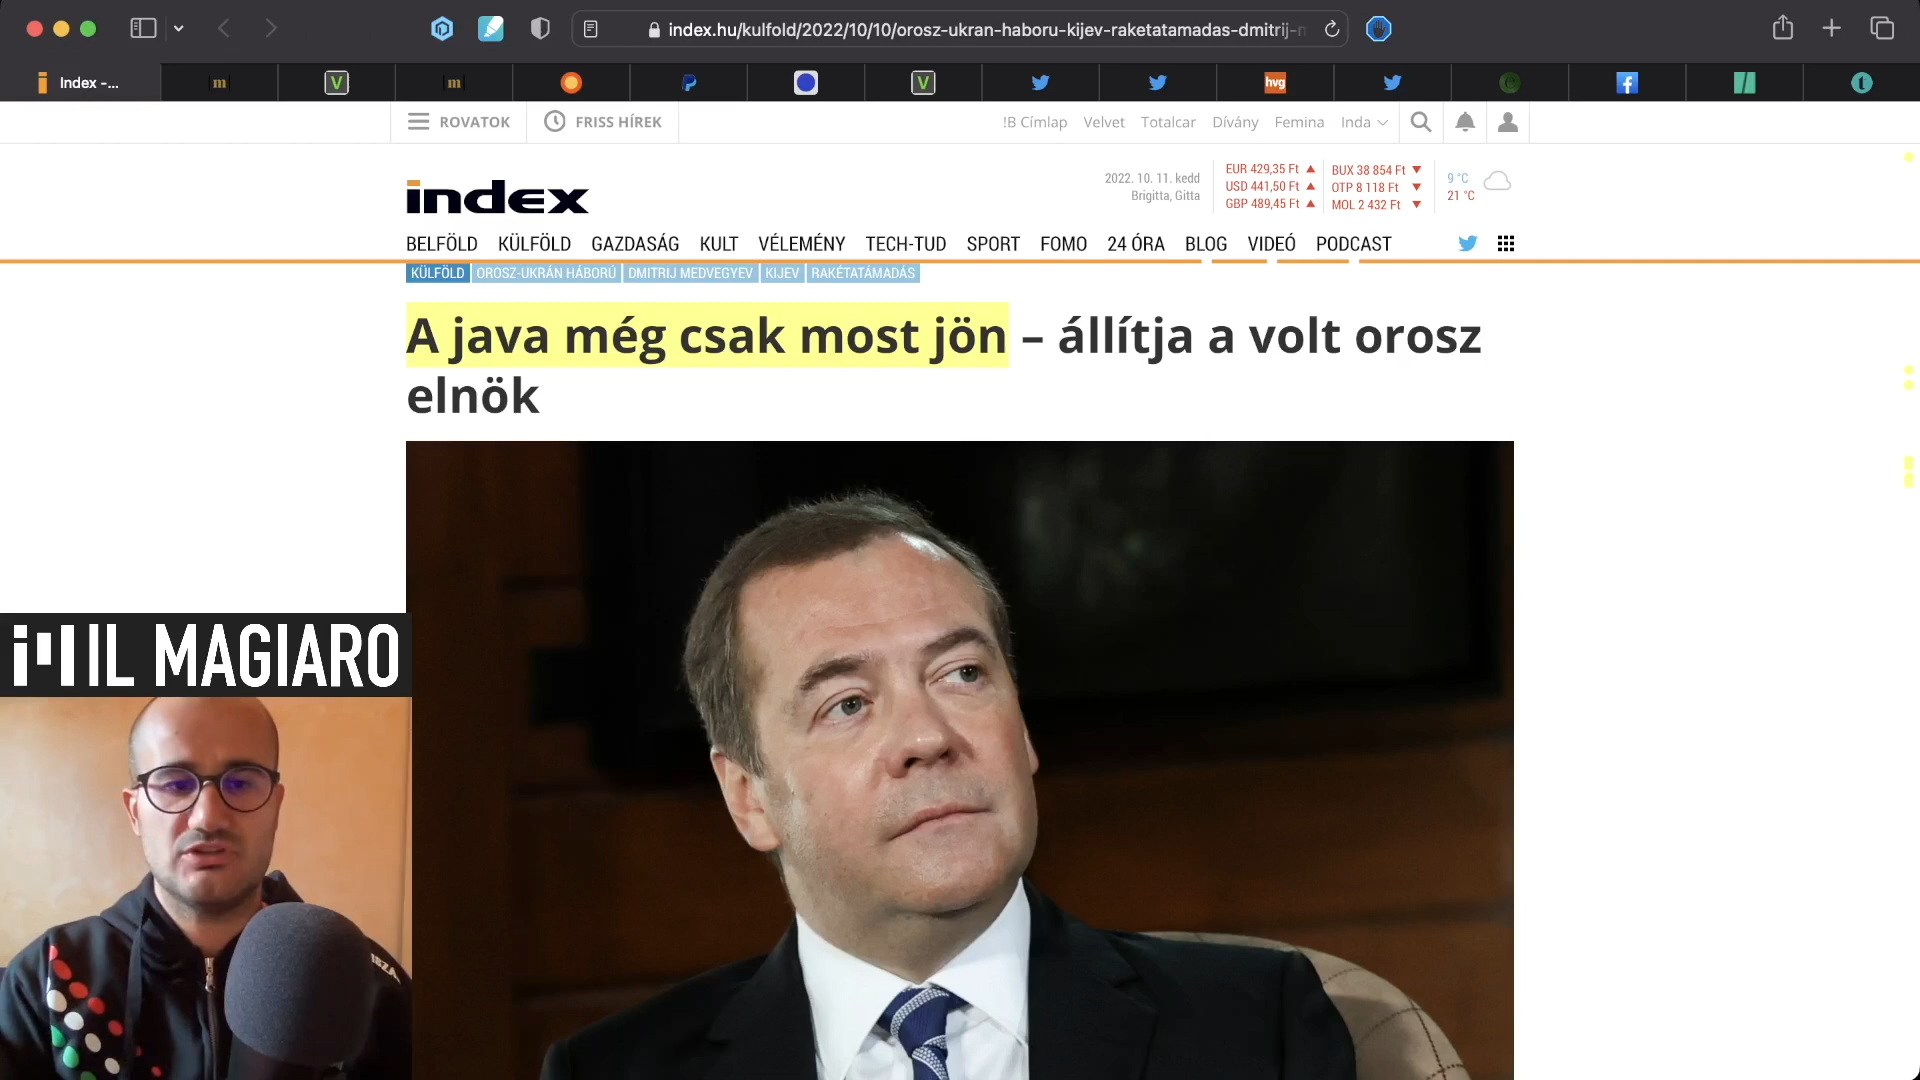 index.hu/kulfold/2022/10/10/orosz-ukran-haboru-kijev-raketatamadas-dmitrij-m
Index -...
m
V
m
V
hvg
ROVATOK
FRISS HÍREK
!B Címlap Velvet Totalcar Dívány Femina Inda
index
2022. 10. 11. kedd
Brigitta, Gitta
EUR 429,35 Ft
USD 441,50 Ft
GBP 489,45 Ft
BUX 38 854 Ft
OTP 8 118 Ft
MOL 2 432 Ft
9 °C
21 °C
BELFÖLD KÜLFÖLD GAZDASÁG KULT VÉLEMÉNY TECH-TUD SPORT FOMO 24 ÓRA BLOG VIDEÓ PODCAST
KÜLFÖLD OROSZ-UKRÁN HÁBORÚ DMITRIJ MEDVEGYEV KIJEV RAKÉTATÁMADÁS
A java még csak most jön – állítja a volt orosz
elnök
IL MAGIARO